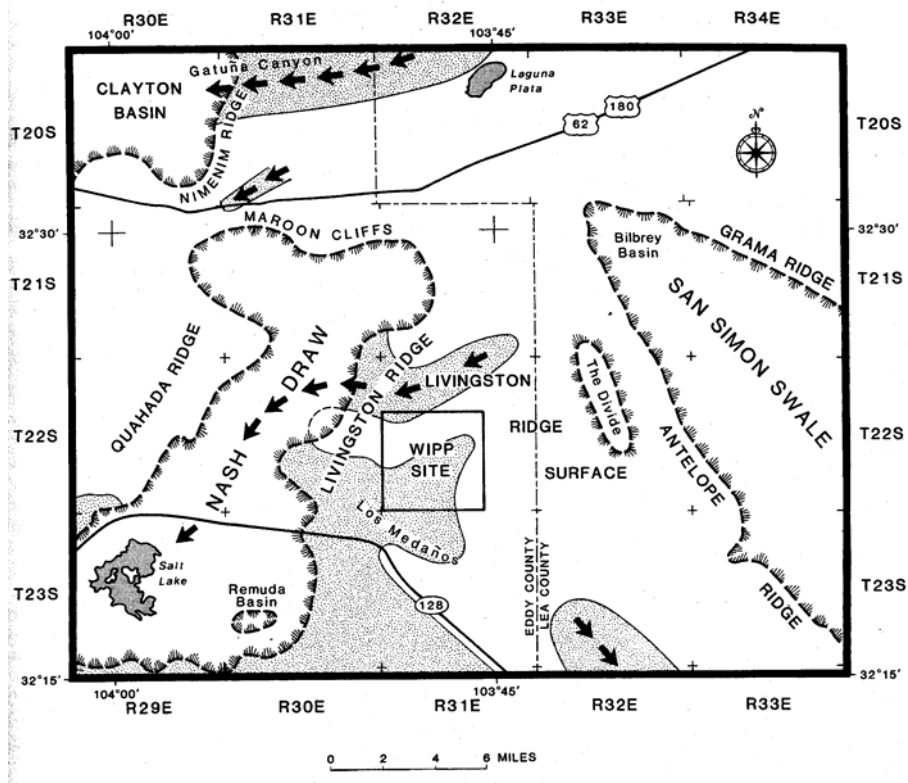 R30E R31E R32E R33E R34E
104°00' 103°45'
Gatuña Canyon
Laguna
Plata
CLAYTON
BASIN
180
62
N
T20S T20S
NIMENIM RIDGE
MAROON CLIFFS
32°30' 32°30'
Bilbrey
Basin
GRAMA RIDGE
T21S T21S
SAN SIMON SWALE
QUAHADA RIDGE
NASH DRAW
LIVINGSTON RIDGE
LIVINGSTON
RIDGE
SURFACE
The Divide
T22S T22S
WIPP
SITE
ANTELOPE
RIDGE
Los Medaños
Salt
Lake
EDDY COUNTY
LEA COUNTY
T23S T23S
Remuda
Basin
128
32°15' 32°15'
104°00' 103°45'
R29E R30E R31E R32E R33E
0 2 4 6 MILES